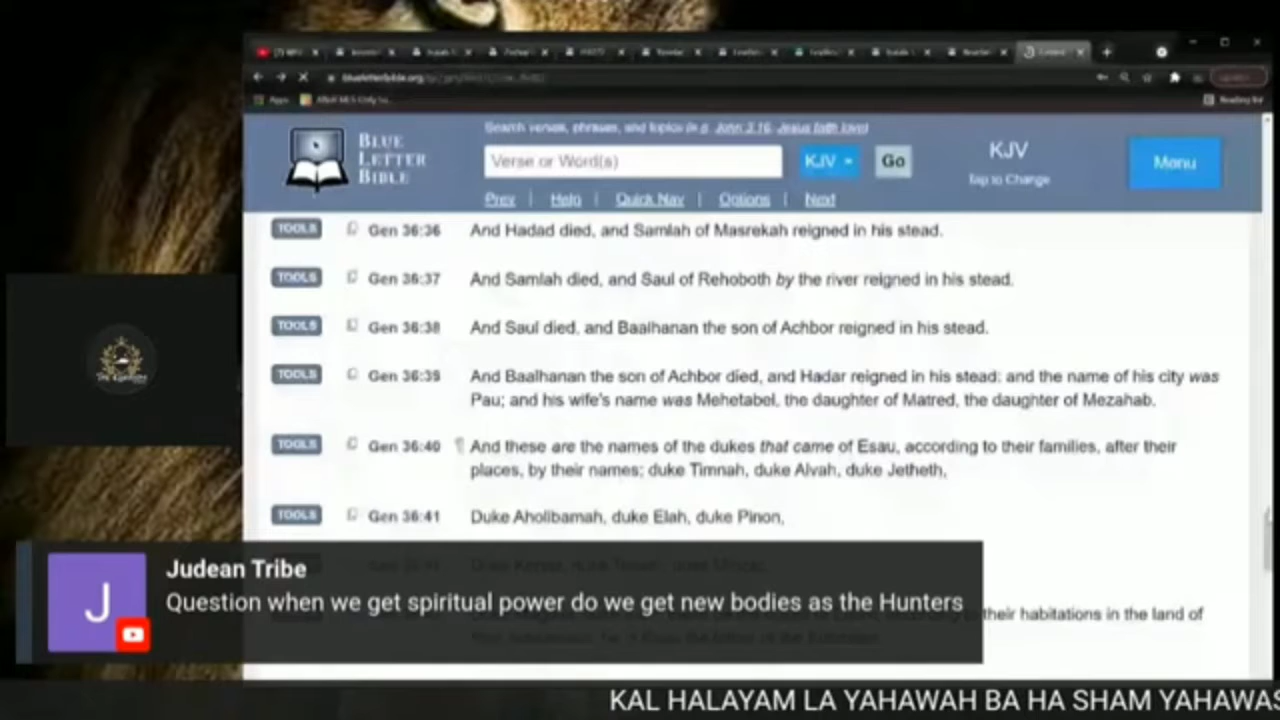 BLUE
LETTER
BIBLE
Search verses, phrases, and topics (e.g. John 3:16, Jesus faith love)
Verse or Word(s)
KJV
Go
KJV
Tap to Change
Menu
Prev | Help | Quick Nav | Options | Next
TOOLS Gen 36:36 And Hadad died, and Samlah of Masrekah reigned in his stead.
TOOLS Gen 36:37 And Samlah died, and Saul of Rehoboth by the river reigned in his stead.
TOOLS Gen 36:38 And Saul died, and Baalhanan the son of Achbor reigned in his stead.
TOOLS Gen 36:39 And Baalhanan the son of Achbor died, and Hadar reigned in his stead: and the name of his city was
Pau; and his wife's name was Mehetabel, the daughter of Matred, the daughter of Mezahab.
TOOLS Gen 36:40 ¶ And these are the names of the dukes that came of Esau, according to their families, after their
places, by their names; duke Timnah, duke Alvah, duke Jetheth,
TOOLS Gen 36:41 Duke Aholibamah, duke Elah, duke Pinon,
their habitations in the land of
J
Judean Tribe
Question when we get spiritual power do we get new bodies as the Hunters
KAL HALAYAM LA YAHAWAH BA HA SHAM YAHAWAS